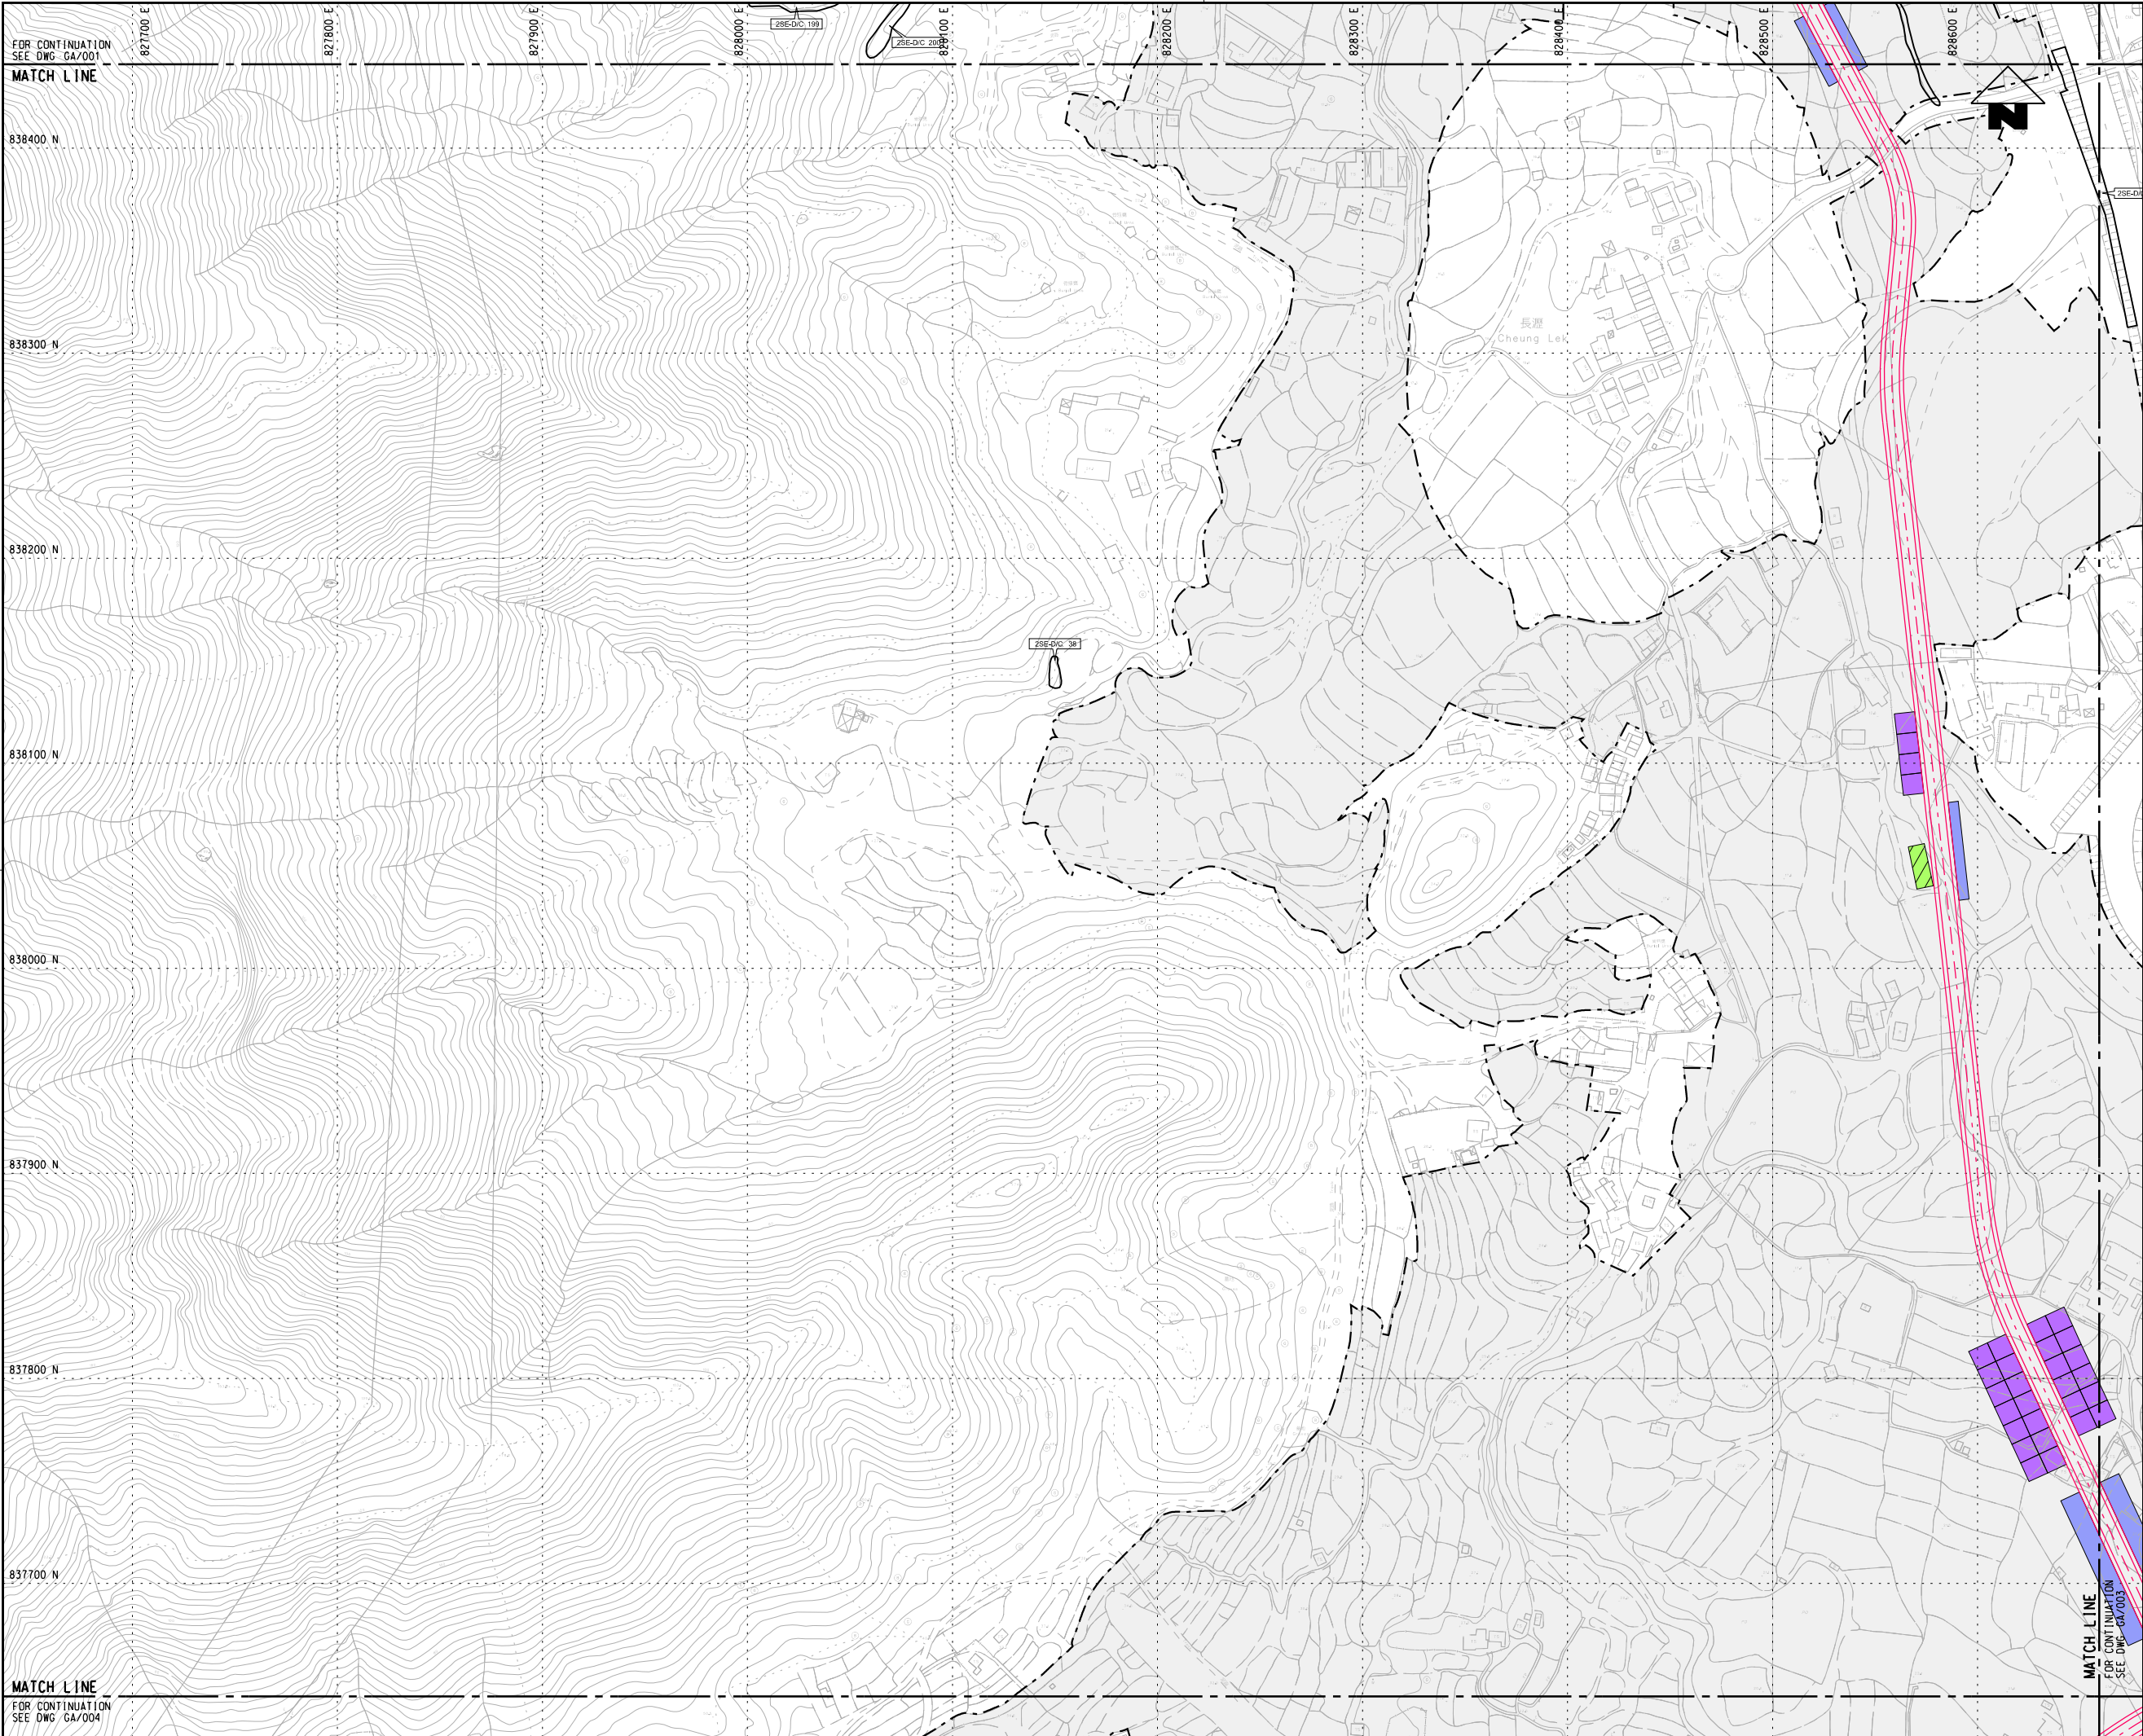 827700 E
827800 E
827900 E
828000 E
828100 E
828200 E
828300 E
828400 E
828500 E
828600 E
2SE-D/C 199
2SE-D/C 200
FOR CONTINUATION
SEE DWG GA/001
MATCH LINE
N
838400 N
2SE-D/C
長瀝
Cheung Lek
838300 N
838200 N
2SE-D/C 38
838100 N
838000 N
837900 N
837800 N
837700 N
MATCH LINE
FOR CONTINUATION
SEE DWG GA/003
MATCH LINE
FOR CONTINUATION
SEE DWG GA/004